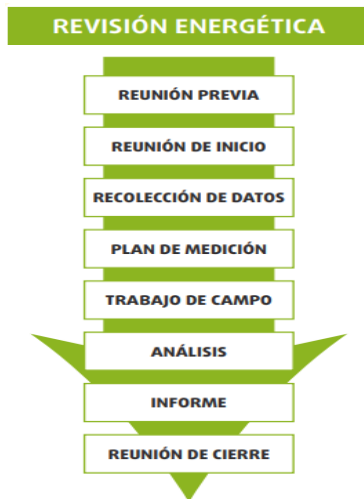 REVISIÓN ENERGÉTICA
REUNIÓN PREVIA
REUNIÓN DE INICIO
RECOLECCIÓN DE DATOS
PLAN DE MEDICIÓN
TRABAJO DE CAMPO
ANÁLISIS
INFORME
REUNIÓN DE CIERRE